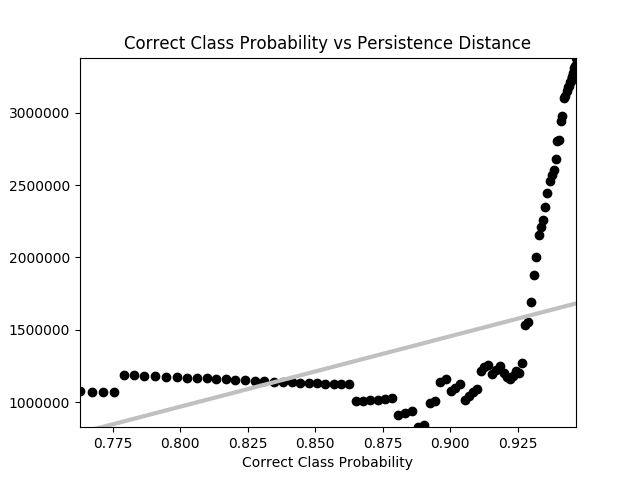 Correct Class Probability vs Persistence Distance
3000000
2500000
2000000
1500000
1000000
0.775 0.800 0.825 0.850 0.875 0.900 0.925
Correct Class Probability